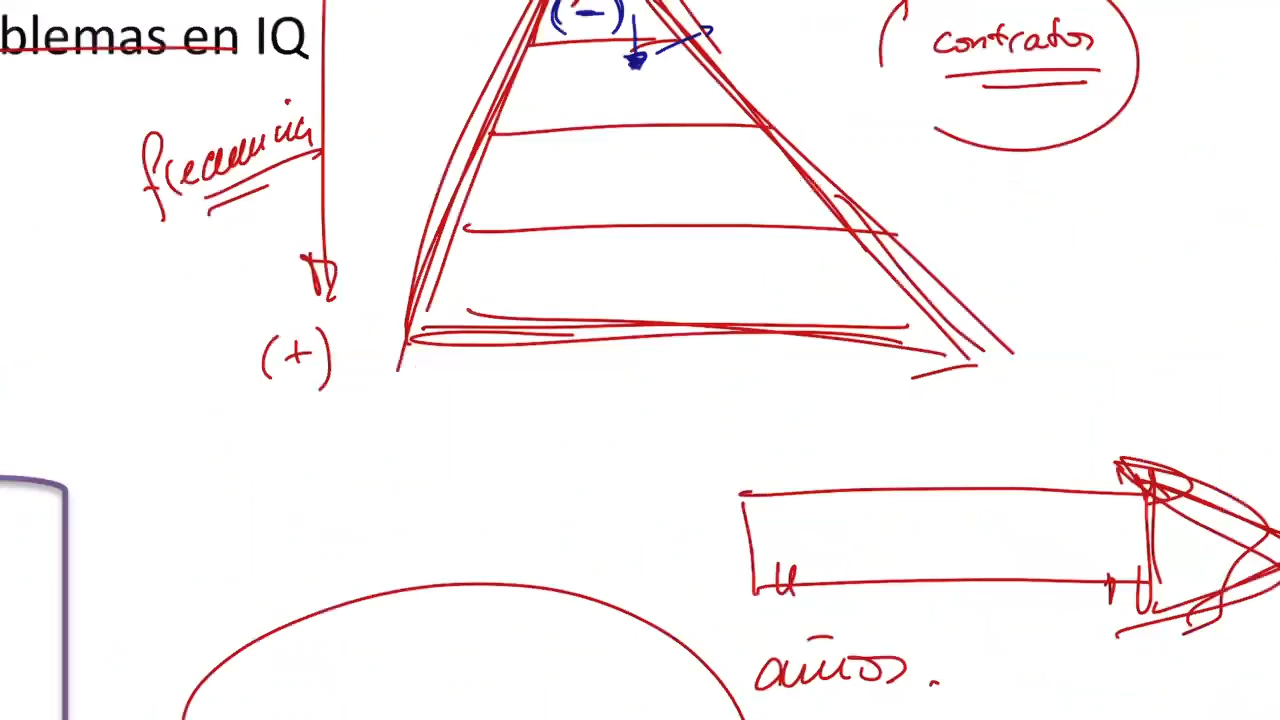 blemas en IQ
(-)
contratos
frecuencia
(+)
años.